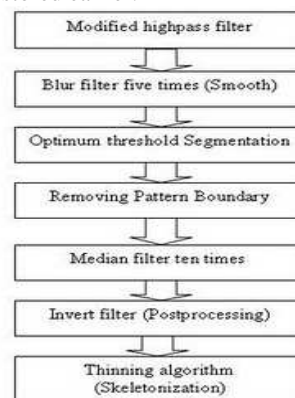 Modified highpass filter
Blur filter five times (Smooth)
Optimum threshold Segmentation
Removing Pattern Boundary
Median filter ten times
Invert filter (Postprocessing)
Thinning algorithm
(Skeletonization)